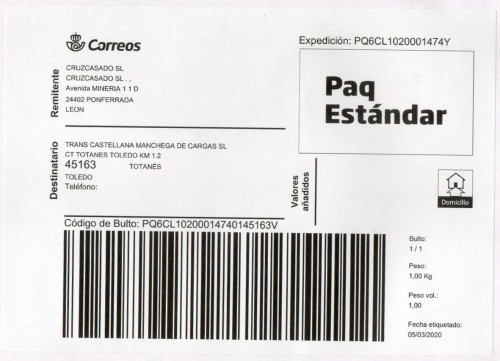 Correos
Expedición: PQ6CL1020001474Y
Remitente
CRUZCASADO SL
CRUZCASADO SL . ,
Avenida MINERIA 1 1 D
24402 PONFERRADA
LEON
Paq
Estándar
Destinatario
TRANS CASTELLANA MANCHEGA DE CARGAS SL
CT TOTANES TOLEDO KM 1.2
45163 TOTANÉS
TOLEDO
Teléfono:
Valores
añadidos
Domicilio
Código de Bulto: PQ6CL10200014740145163V
Bulto:
1 / 1
Peso:
1,00 Kg
Peso vol.:
1,00
Fecha etiquetado:
05/03/2020